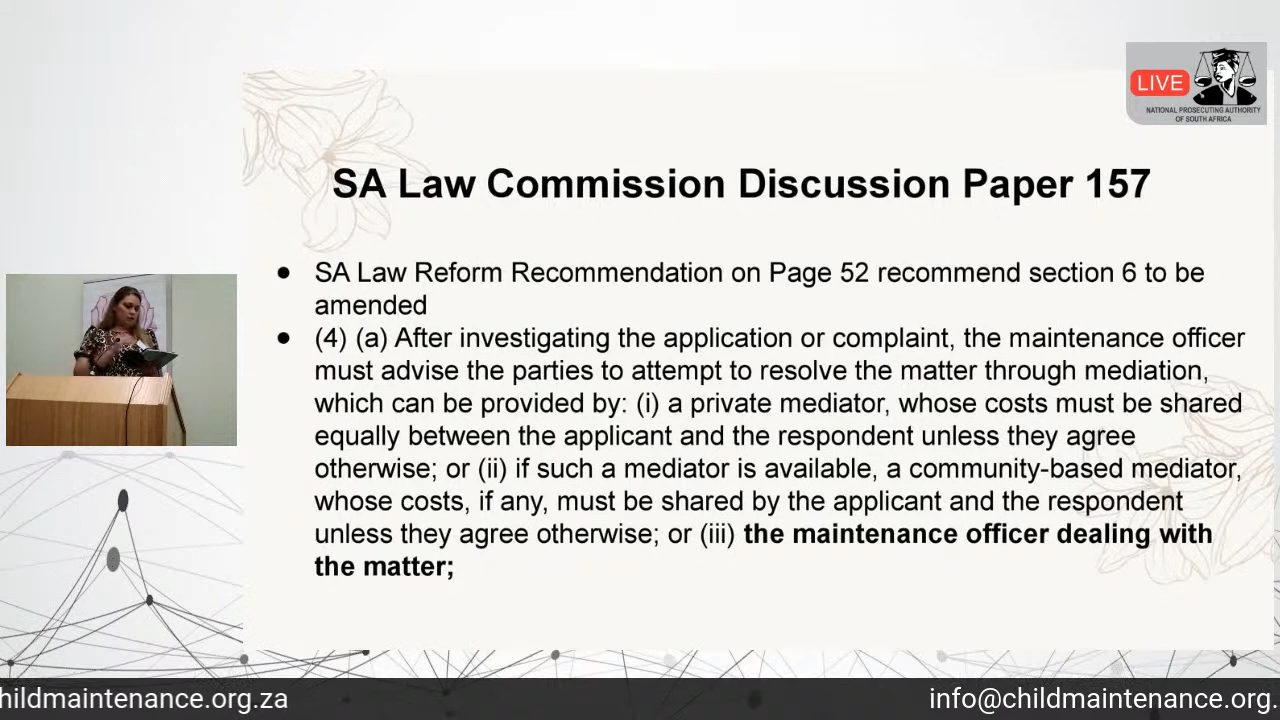 LIVE
NATIONAL PROSECUTING AUTHORITY
OF SOUTH AFRICA
SA Law Commission Discussion Paper 157
● SA Law Reform Recommendation on Page 52 recommend section 6 to be
amended
● (4) (a) After investigating the application or complaint, the maintenance officer
must advise the parties to attempt to resolve the matter through mediation,
which can be provided by: (i) a private mediator, whose costs must be shared
equally between the applicant and the respondent unless they agree
otherwise; or (ii) if such a mediator is available, a community-based mediator,
whose costs, if any, must be shared by the applicant and the respondent
unless they agree otherwise; or (iii) the maintenance officer dealing with
the matter;
hildmaintenance.org.za
info@childmaintenance.org.